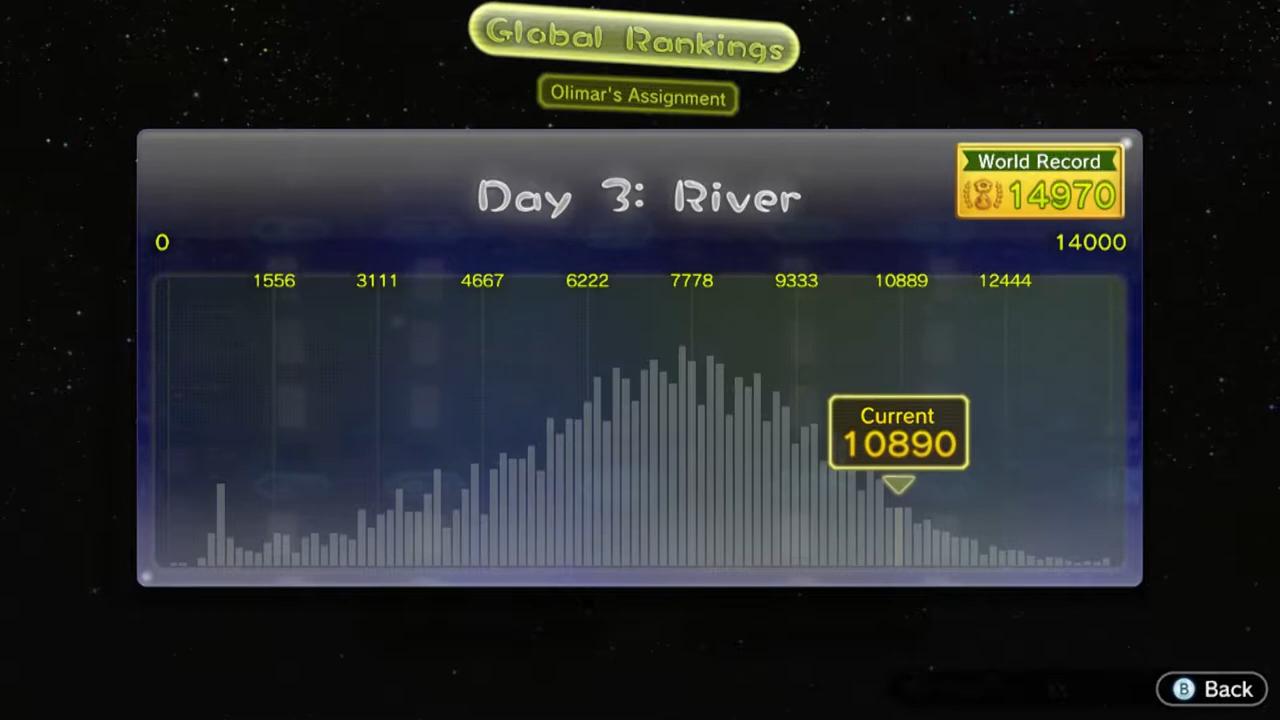 Global Rankings
Olimar's Assignment
World Record
14970
Day 3: River
0
14000
1556 3111 4667 6222 7778 9333 10889 12444
Current
10890
B Back